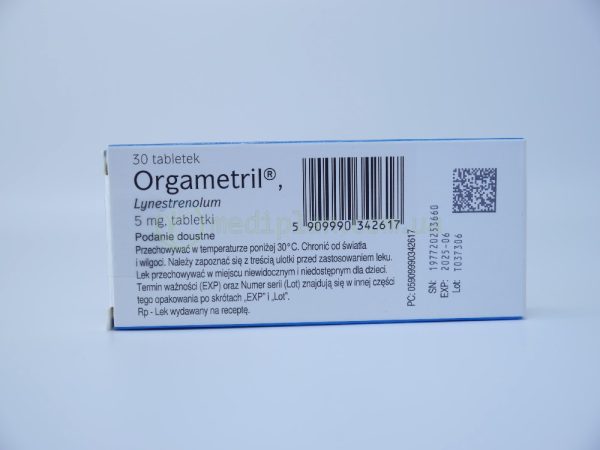 30 tabletek
Orgametril®,
Lynestrenolum
5 mg, tabletki
Podanie doustne
Przechowywać w temperaturze poniżej 30°C. Chronić od światła
i wilgoci. Należy zapoznać się z treścią ulotki przed zastosowaniem leku.
Lek przechowywać w miejscu niewidocznym i niedostępnym dla dzieci.
Termin ważności (EXP) oraz Numer serii (Lot) znajdują się w innej części
tego opakowania po skrótach „EXP” i „Lot”.
Rp - Lek wydawany na receptę.
5 909990 342617
PC: 05909990342617
SN: 197720253660
EXP: 2025-06
Lot: T037306